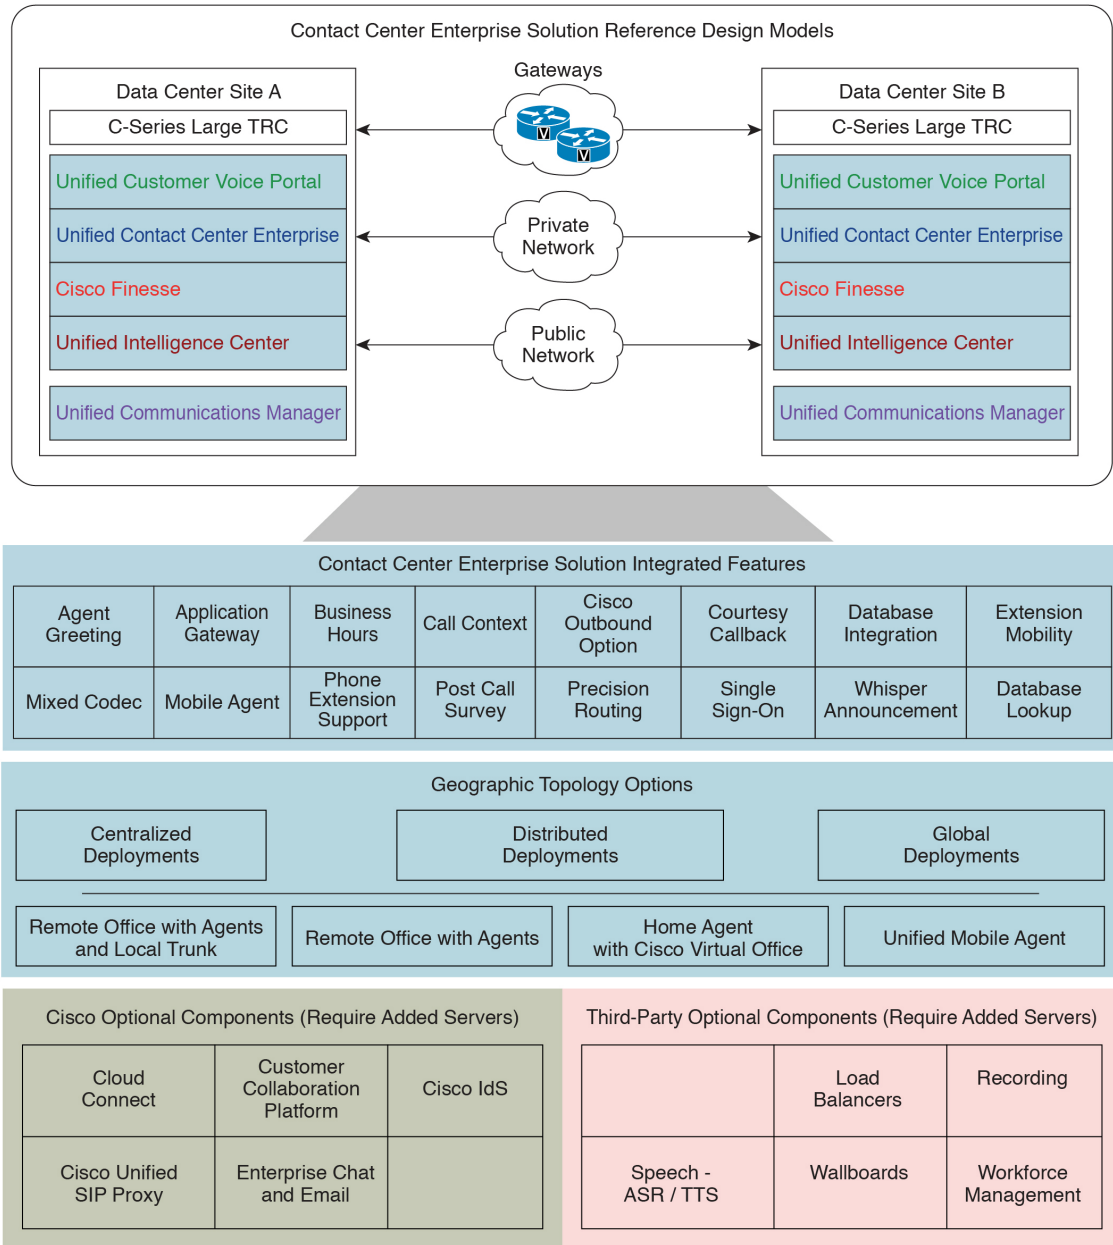 Contact Center Enterprise Solution Reference Design Models
Gateways
Data Center Site A
C-Series Large TRC
Unified Customer Voice Portal
Unified Contact Center Enterprise
Cisco Finesse
Unified Intelligence Center
Unified Communications Manager
V
V
Private
Network
Public
Network
Data Center Site B
C-Series Large TRC
Unified Customer Voice Portal
Unified Contact Center Enterprise
Cisco Finesse
Unified Intelligence Center
Unified Communications Manager
Contact Center Enterprise Solution Integrated Features
Agent
Greeting
Application
Gateway
Business
Hours
Call Context
Cisco
Outbound
Option
Courtesy
Callback
Database
Integration
Extension
Mobility
Mixed Codec
Mobile Agent
Phone
Extension
Support
Post Call
Survey
Precision
Routing
Single
Sign-On
Whisper
Announcement
Database
Lookup
Geographic Topology Options
Centralized
Deployments
Distributed
Deployments
Global
Deployments
Remote Office with Agents
and Local Trunk
Remote Office with Agents
Home Agent
with Cisco Virtual Office
Unified Mobile Agent
Cisco Optional Components (Require Added Servers)
Cloud
Connect
Customer
Collaboration
Platform
Cisco IdS
Cisco Unified
SIP Proxy
Enterprise Chat
and Email
Third-Party Optional Components (Require Added Servers)
Load
Balancers
Recording
Speech -
ASR / TTS
Wallboards
Workforce
Management